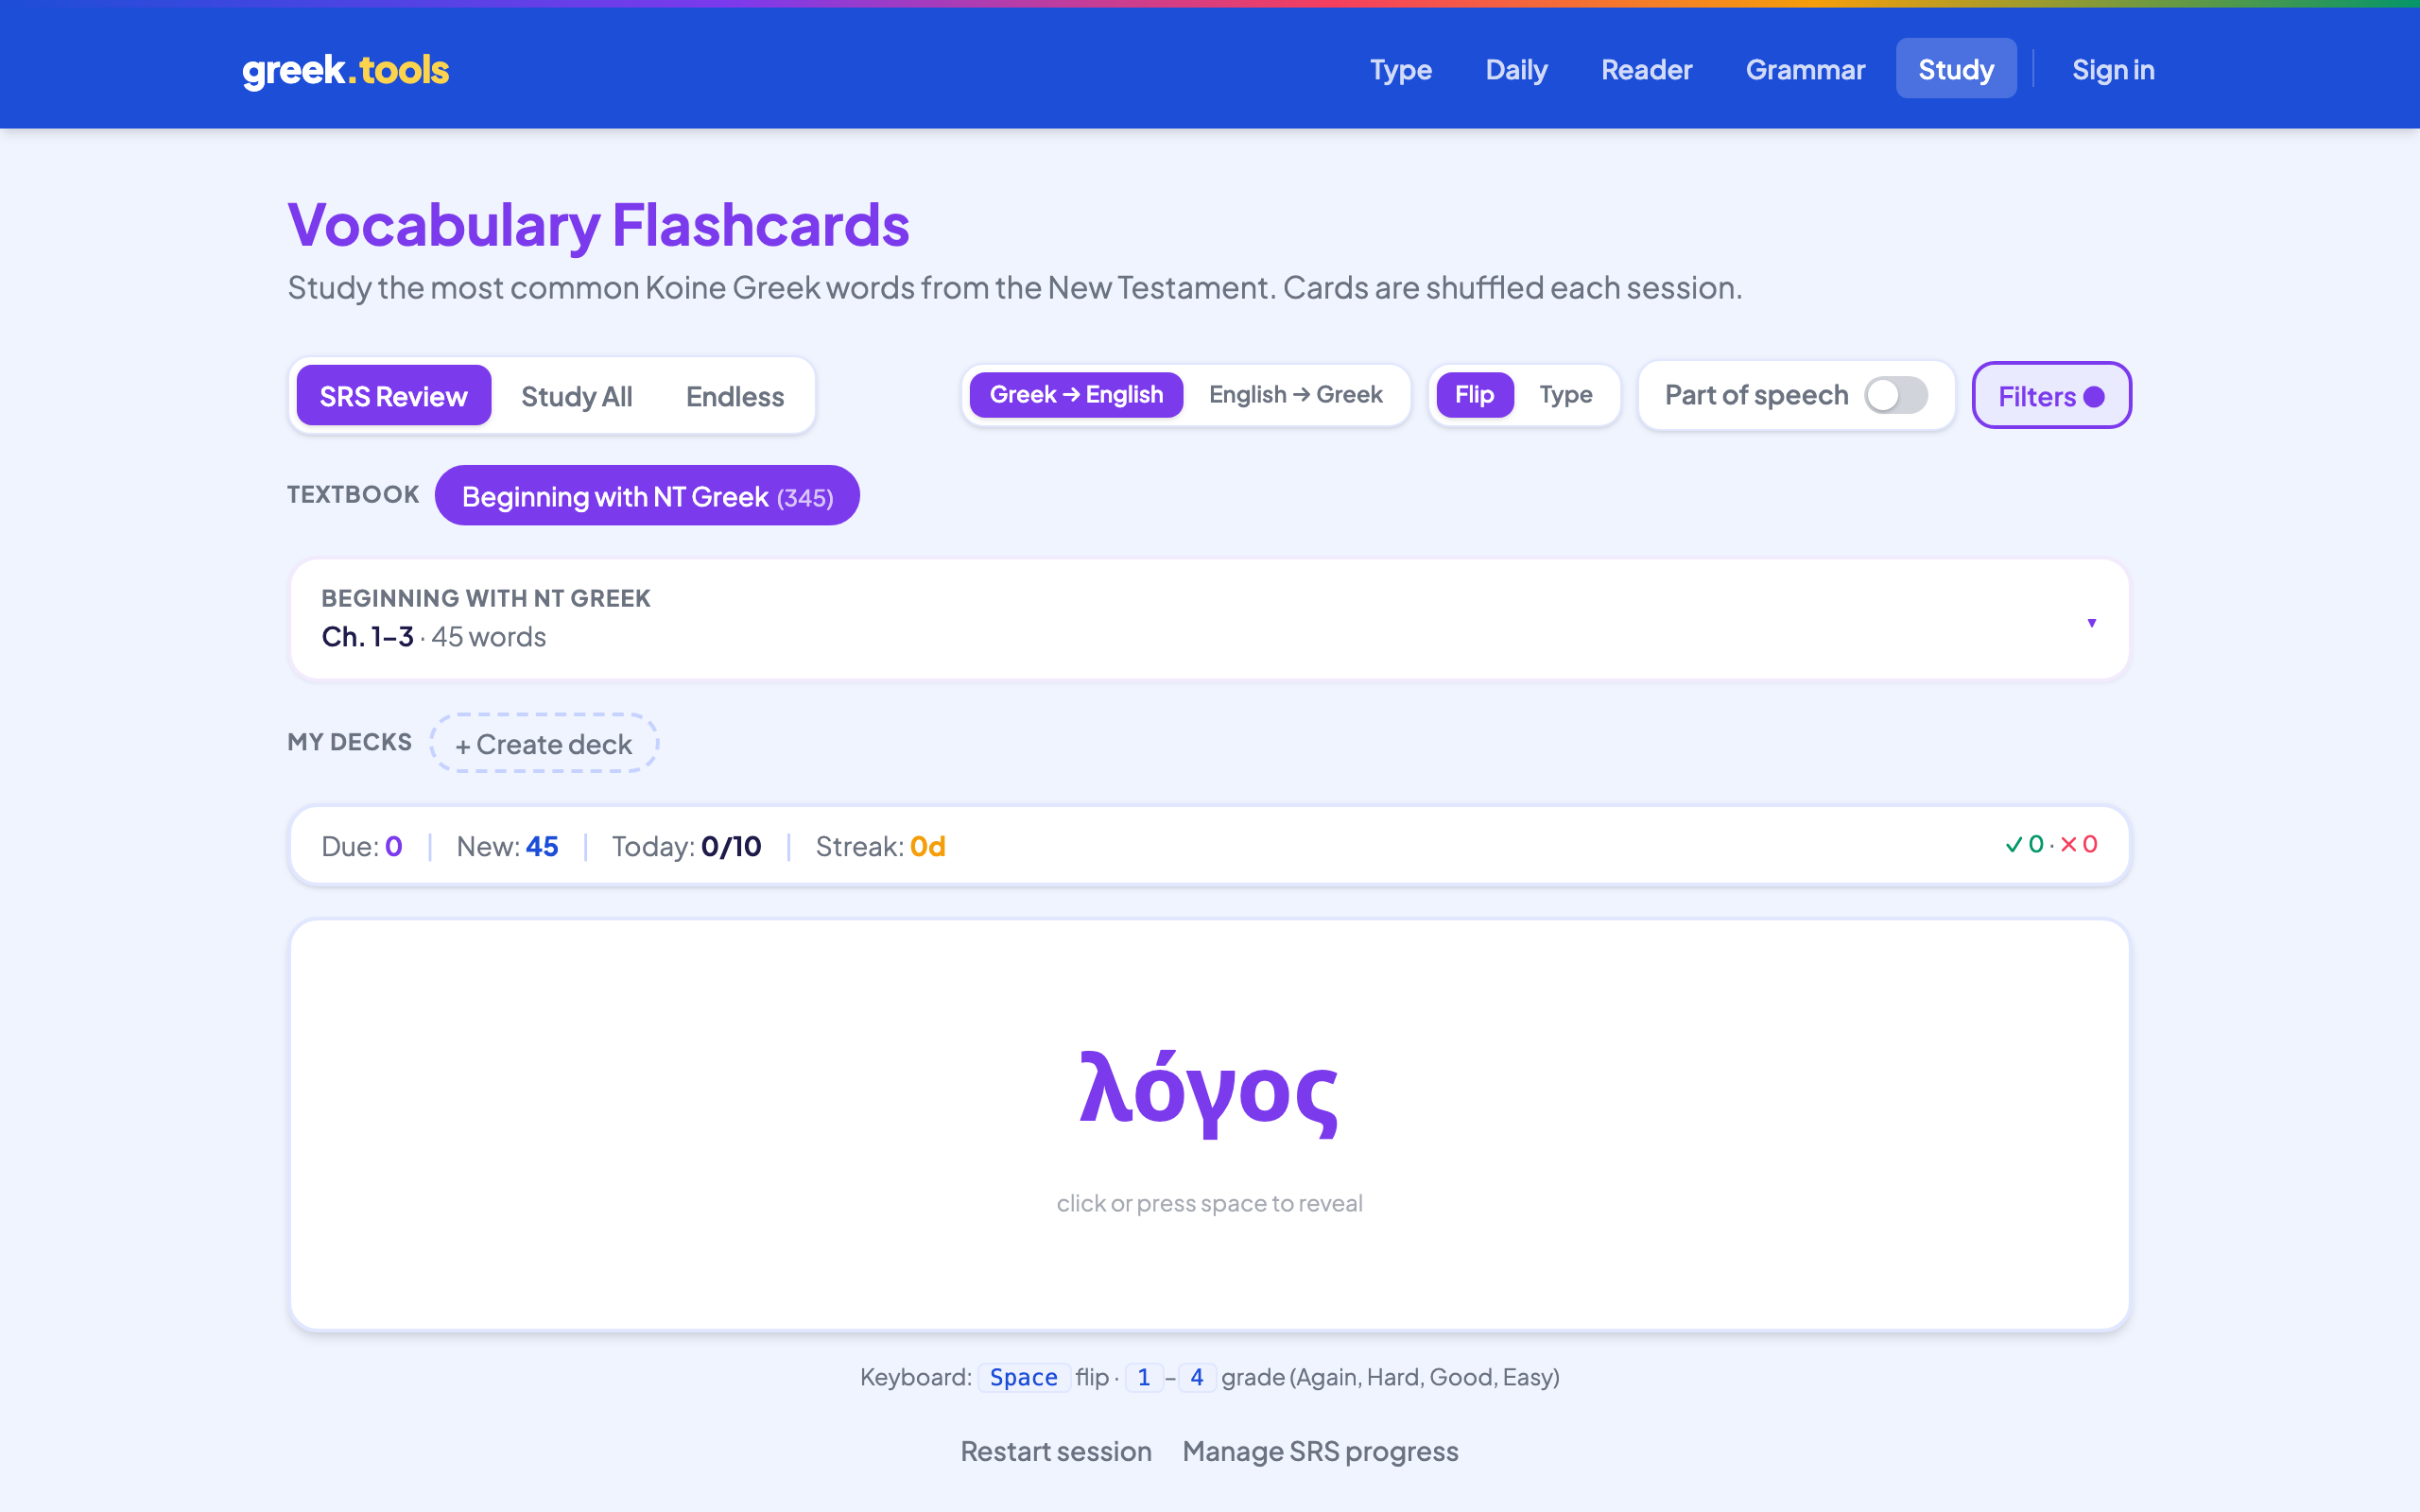 greek.tools Type Daily Reader Grammar Study Sign in
Vocabulary Flashcards
Study the most common Koine Greek words from the New Testament. Cards are shuffled each session.
SRS Review Study All Endless Greek → English English → Greek Flip Type Part of speech Filters
TEXTBOOK Beginning with NT Greek (345)
BEGINNING WITH NT GREEK
Ch. 1–3 · 45 words
MY DECKS + Create deck
Due: 0 New: 45 Today: 0/10 Streak: 0d ✓ 0 · ✕ 0
λόγος
click or press space to reveal
Keyboard: Space flip · 1 – 4 grade (Again, Hard, Good, Easy)
Restart session Manage SRS progress